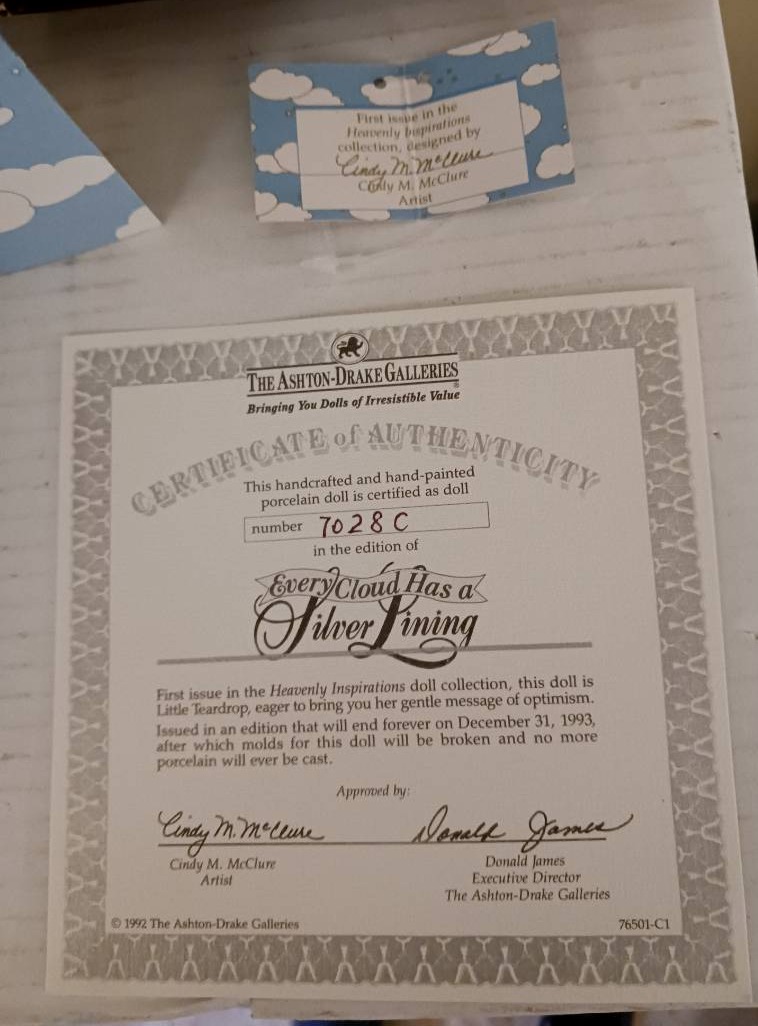 First issue in the
Heavenly Inspirations
collection, designed by
Cindy M. McClure
Cindy M. McClure
Artist
THE ASHTON-DRAKE GALLERIES
®
Bringing You Dolls of Irresistible Value
CERTIFICATE of AUTHENTICITY
This handcrafted and hand-painted
porcelain doll is certified as doll
number 7028C
in the edition of
Every Cloud Has a
Silver Lining
First issue in the Heavenly Inspirations doll collection, this doll is
Little Teardrop, eager to bring you her gentle message of optimism.
Issued in an edition that will end forever on December 31, 1993,
after which molds for this doll will be broken and no more
porcelain will ever be cast.
Approved by:
Cindy M. McClure Donald James
Cindy M. McClure Donald James
Artist Executive Director
The Ashton-Drake Galleries
© 1992 The Ashton-Drake Galleries 76501-C1